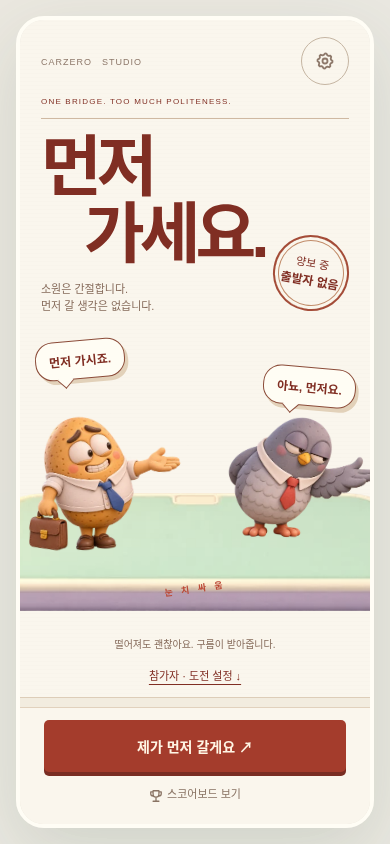 CARZERO STUDIO
ONE BRIDGE. TOO MUCH POLITENESS.
먼저
가세요.
양보 중
출발자 없음
소원은 간절합니다.
먼저 갈 생각은 없습니다.
먼저 가시죠.
아뇨, 먼저요.
눈치싸움
떨어져도 괜찮아요. 구름이 받아줍니다.
참가자 · 도전 설정 ↓
제가 먼저 갈게요 ↗
스코어보드 보기